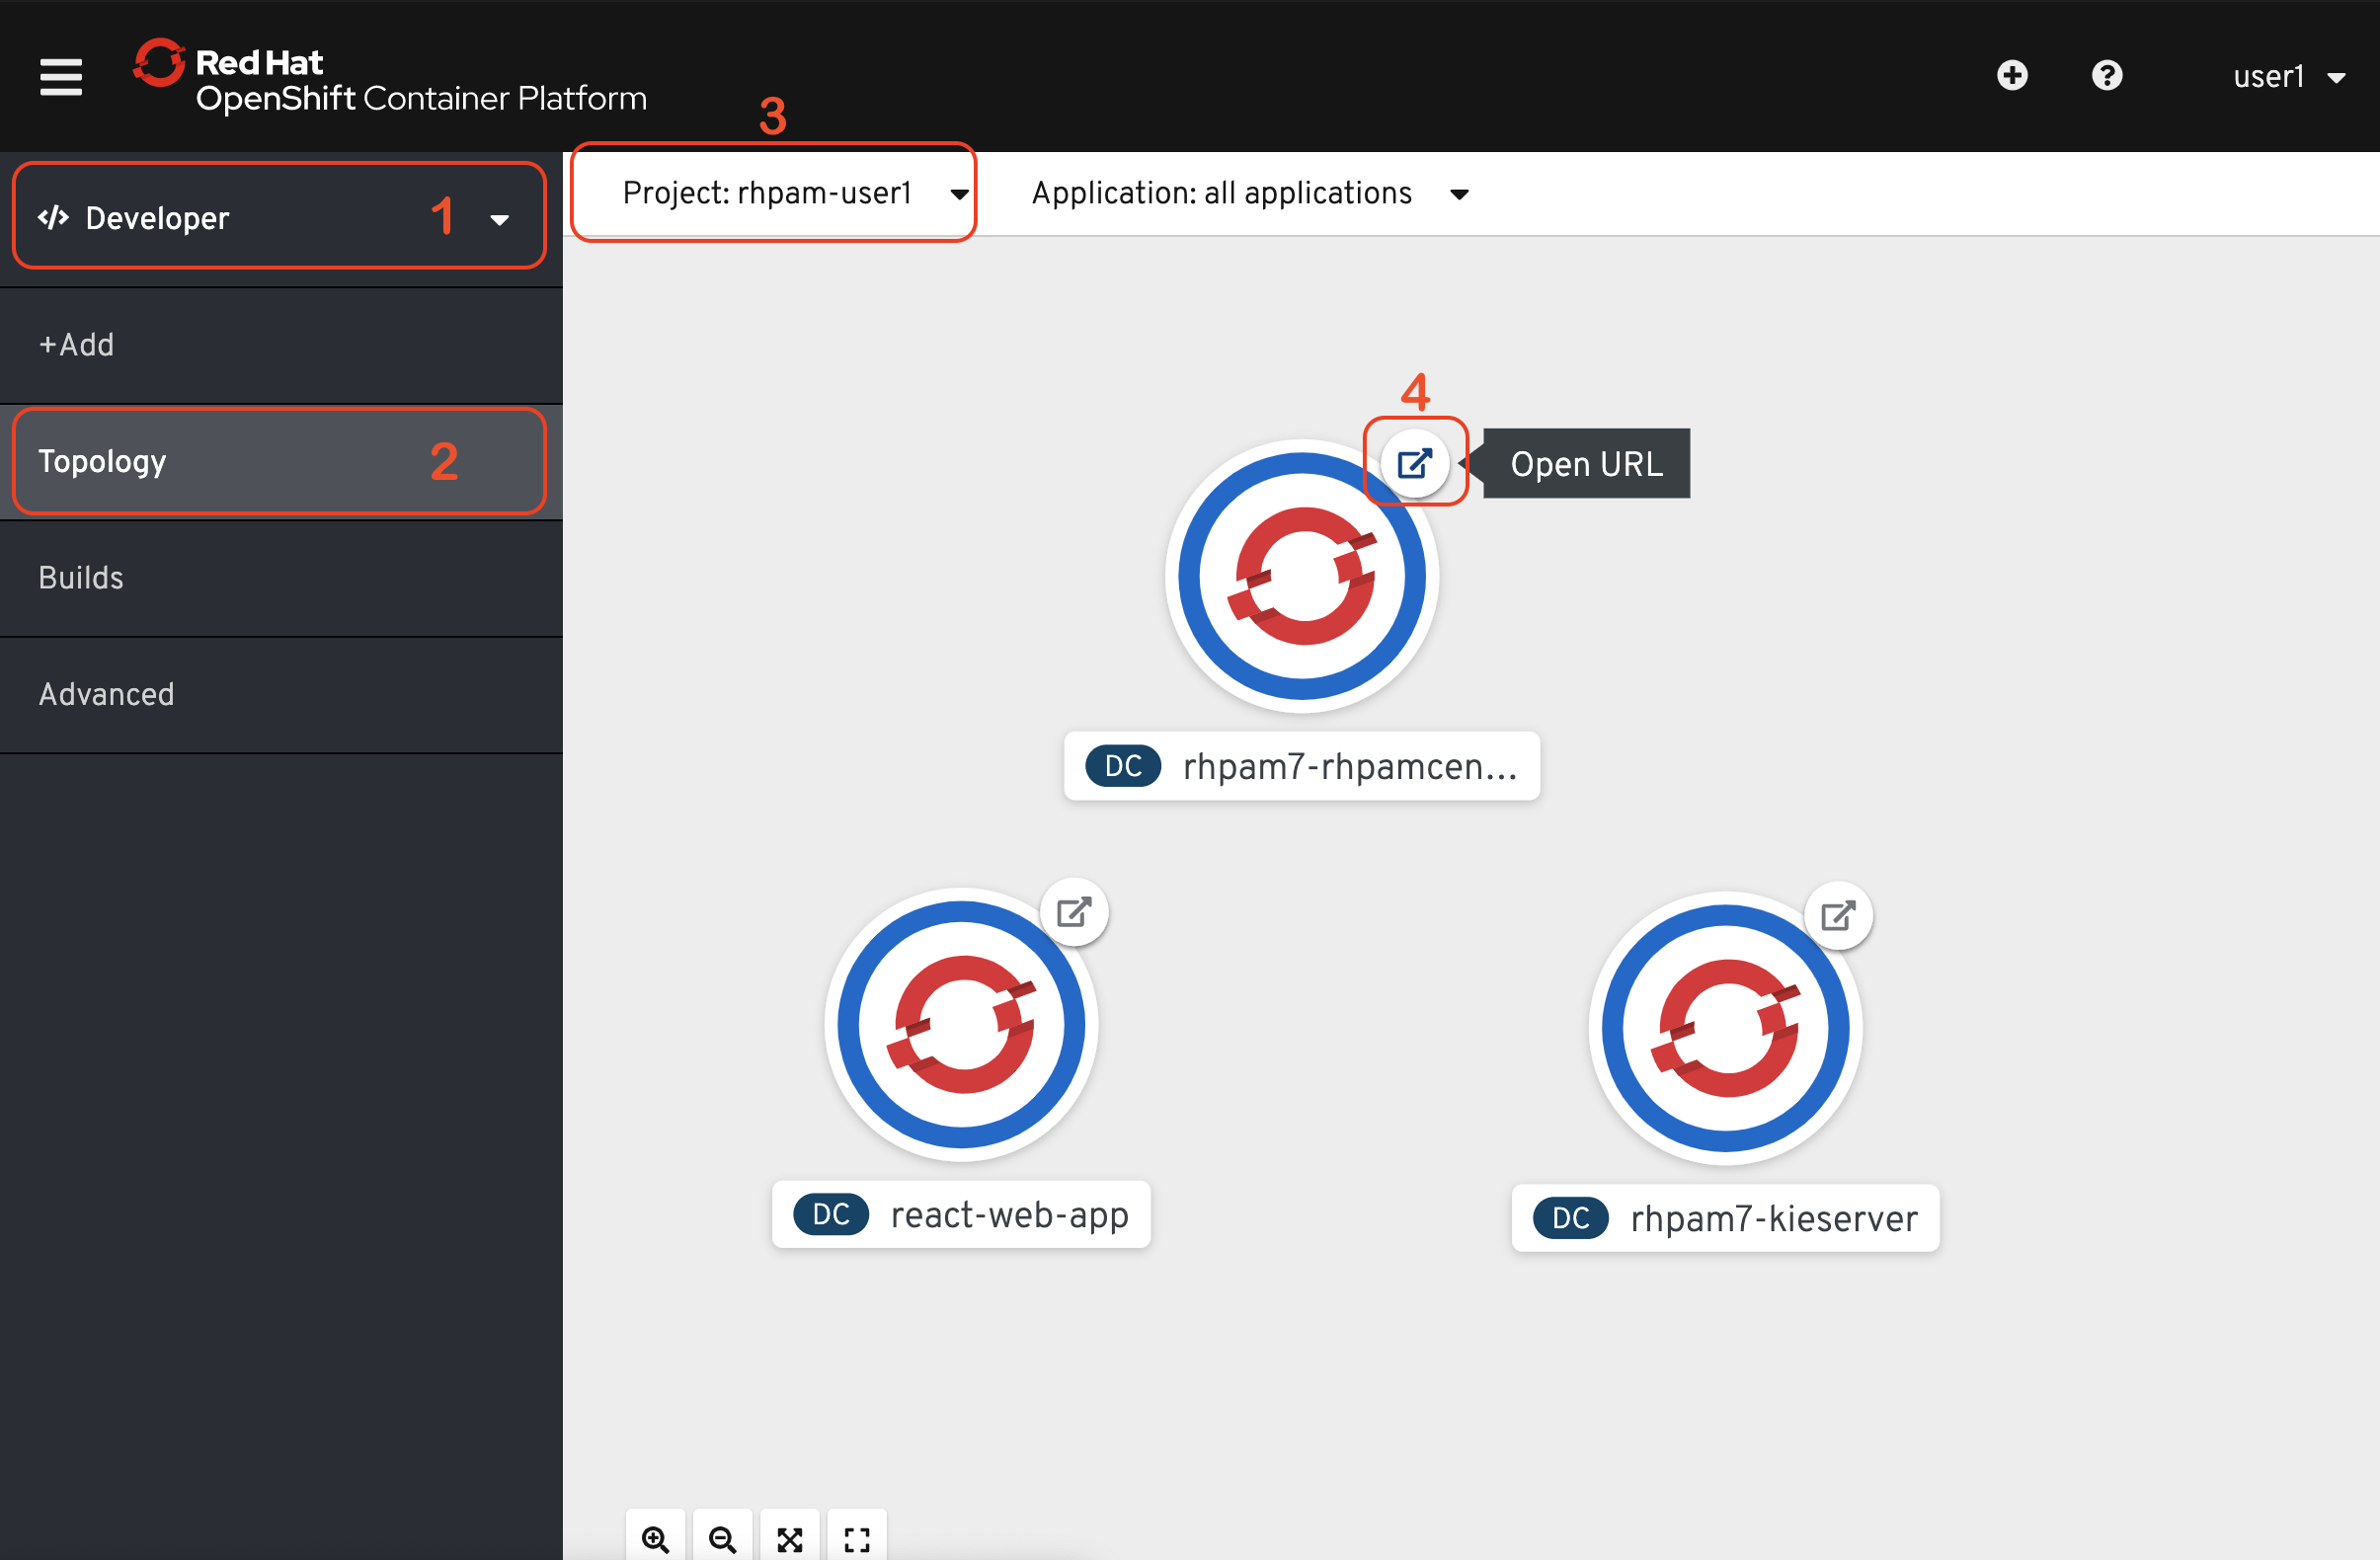 Red Hat
OpenShift Container Platform
user1
3
Developer 1
Project: rhpam-user1
Application: all applications
+Add
Topology 2
Builds
Advanced
4
Open URL
DC rhpam7-rhpamcen...
DC react-web-app
DC rhpam7-kieserver